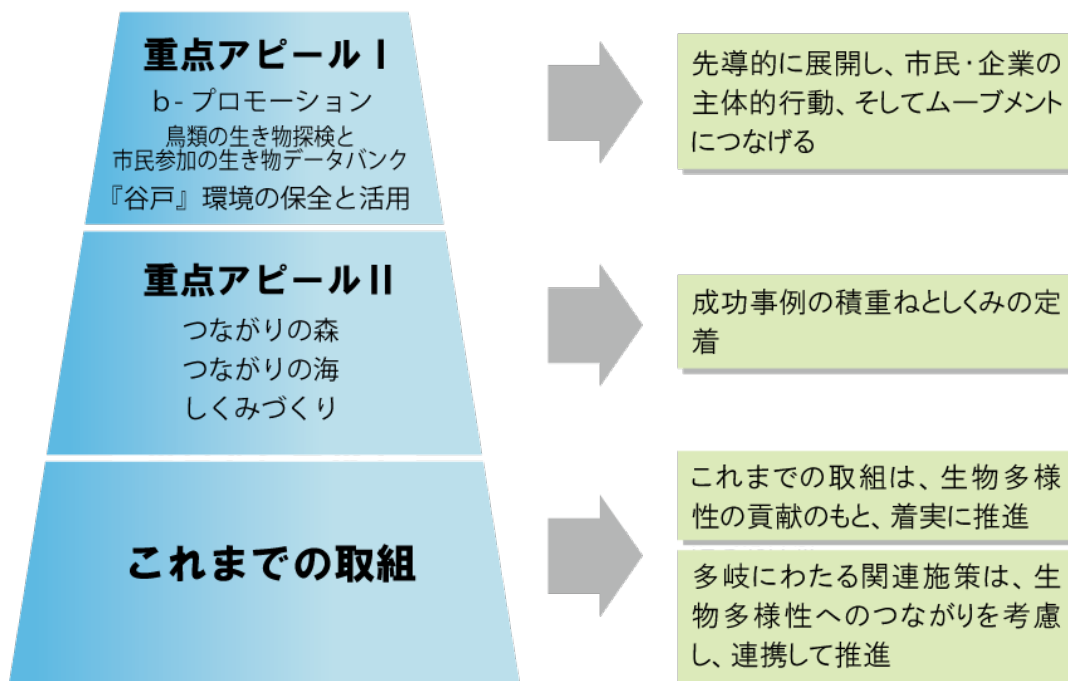 重点アピールⅠ
b-プロモーション
鳥類の生き物探検と
市民参加の生き物データバンク
『谷戸』環境の保全と活用
先導的に展開し、市民・企業の
主体的行動、そしてムーブメント
につなげる
重点アピールⅡ
つながりの森
つながりの海
しくみづくり
成功事例の積重ねとしくみの定
着
これまでの取組
これまでの取組は、生物多様
性の貢献のもと、着実に推進
多岐にわたる関連施策は、生
物多様性へのつながりを考慮
し、連携して推進